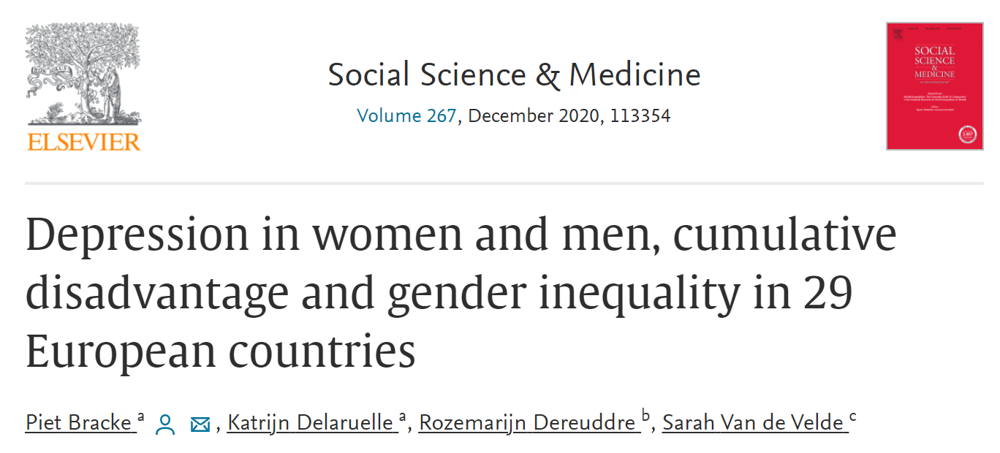 Social Science & Medicine
Volume 267, December 2020, 113354
ELSEVIER
SOCIAL
SCIENCE
&
MEDICINE
Depression in women and men, cumulative
disadvantage and gender inequality in 29
European countries
Piet Bracke a , Katrijn Delaruelle a, Rozemarijn Dereuddre b, Sarah Van de Velde c